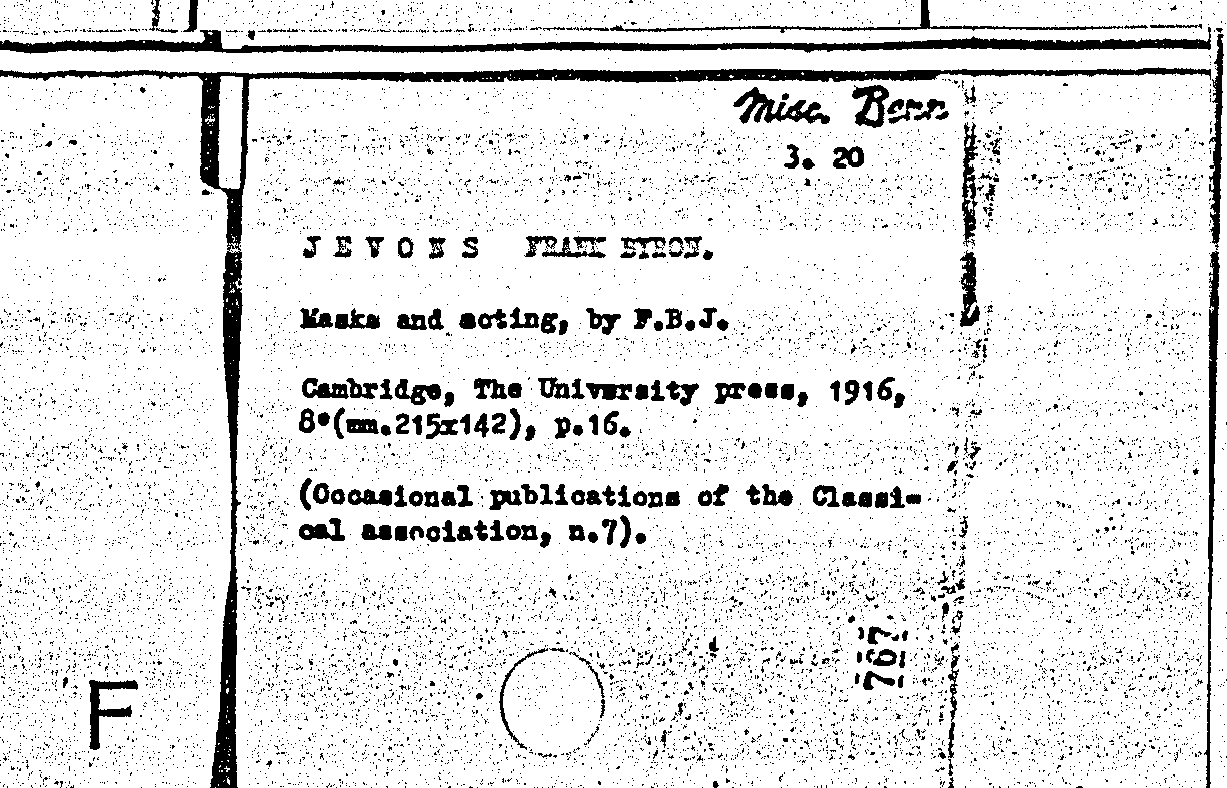 Misc. Barr
3. 20
J E V O N S FRANK BYRON.
Masks and acting, by F.B.J.
Cambridge, The University press, 1916,
8°(mm.215x142), p.16.
(Occasional publications of the Classi-
cal association, n.7).
767
F